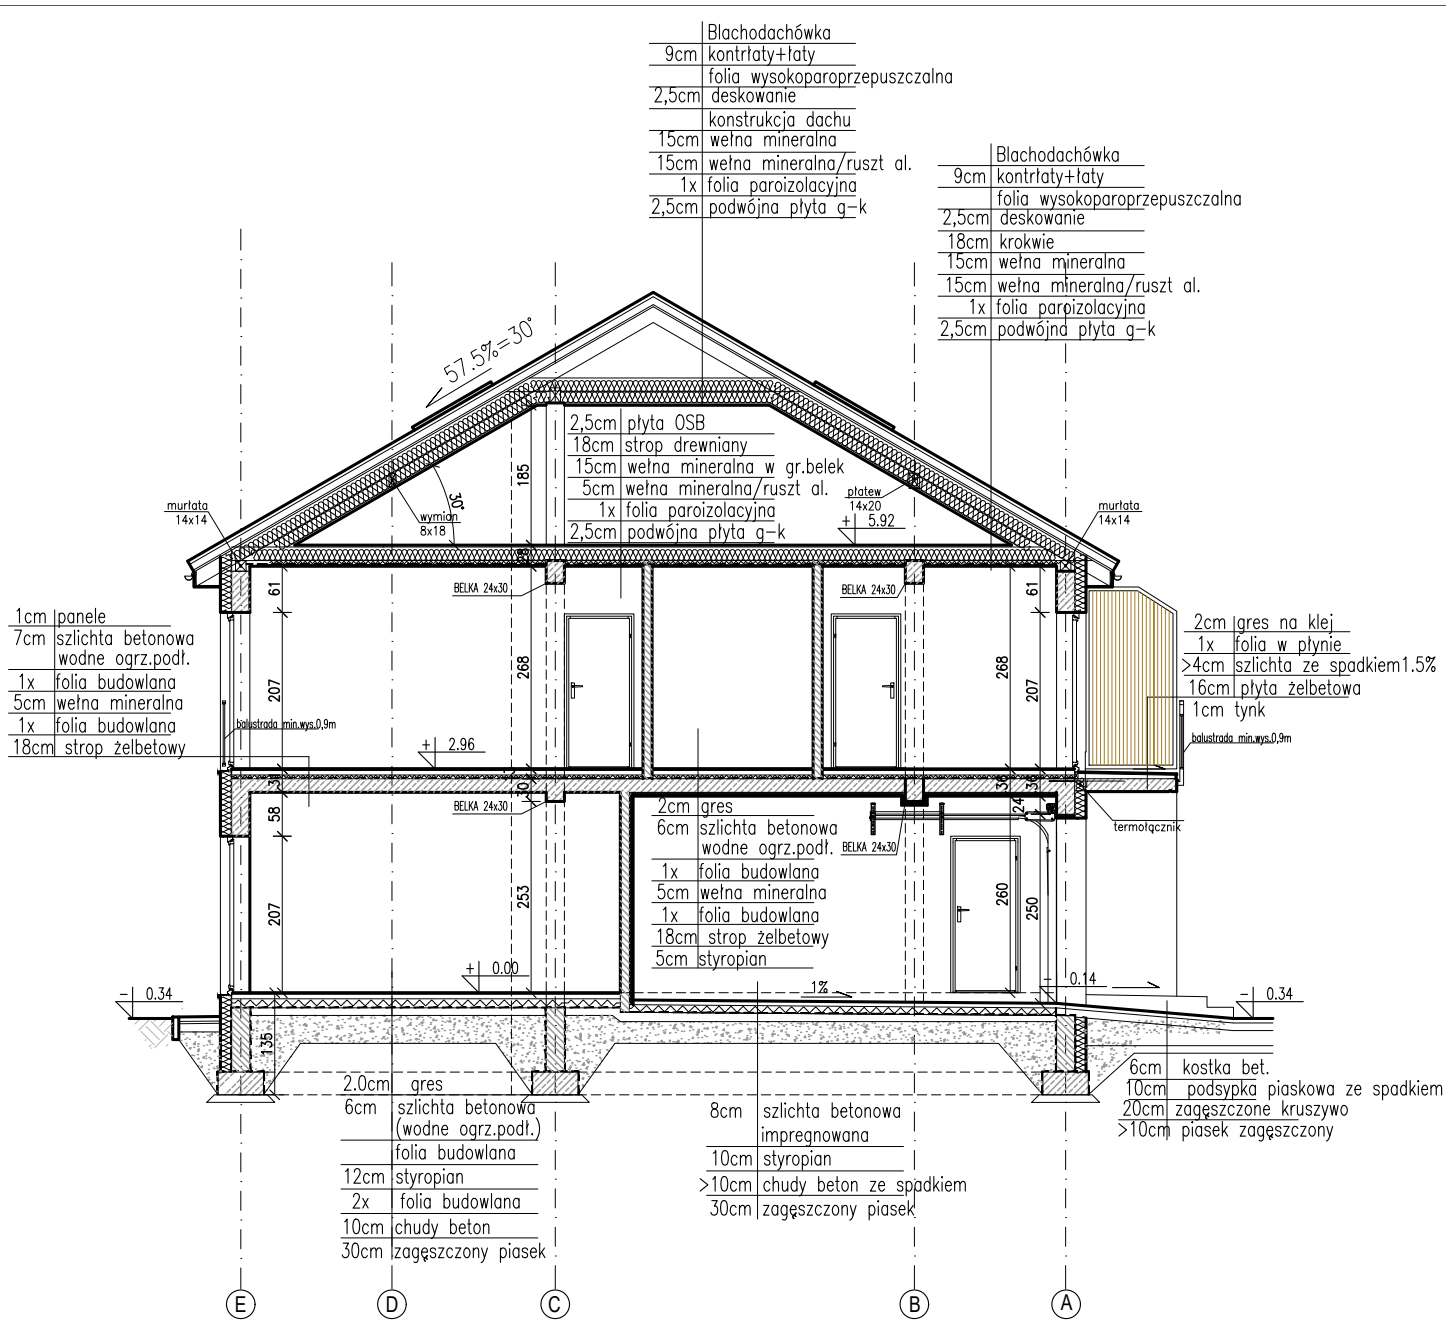 Blachodachówka
9cm kontrłaty+łaty
folia wysokoparoprzepuszczalna
2,5cm deskowanie
konstrukcja dachu
15cm wełna mineralna
15cm wełna mineralna/ruszt al.
1x folia paroizolacyjna
2,5cm podwójna płyta g-k
Blachodachówka
9cm kontrłaty+łaty
folia wysokoparoprzepuszczalna
2,5cm deskowanie
18cm krokwie
15cm wełna mineralna
15cm wełna mineralna/ruszt al.
1x folia paroizolacyjna
2,5cm podwójna płyta g-k
57.5%=30°
2,5cm płyta OSB
18cm strop drewniany
15cm wełna mineralna w gr.belek
5cm wełna mineralna/ruszt al.
1x folia paroizolacyjna
2,5cm podwójna płyta g-k
185
30°
murłata
14x14
wymian
8x18
płatew
14x20
+ 5.92
murłata
14x14
28
61
BELKA 24x30
BELKA 24x30
61
1cm panele
7cm szlichta betonowa
wodne ogrz.podł.
1x folia budowlana
5cm wełna mineralna
1x folia budowlana
18cm strop żelbetowy
207
268
268
207
balustrada min.wys.0,9m
+ 2.96
2cm gres na klej
1x folia w płynie
>4cm szlichta ze spadkiem1.5%
16cm płyta żelbetowa
1cm tynk
balustrada min.wys.0,9m
31
30
36
36
24
58
BELKA 24x30
BELKA 24x30
termołącznik
2cm gres
6cm szlichta betonowa
wodne ogrz.podł.
1x folia budowlana
5cm wełna mineralna
1x folia budowlana
18cm strop żelbetowy
5cm styropian
207
253
260
250
- 0.34
+ 0.00
1%
- 0.14
- 0.34
135
2.0cm gres
6cm szlichta betonowa
(wodne ogrz.podł.)
folia budowlana
12cm styropian
2x folia budowlana
10cm chudy beton
30cm zagęszczony piasek
8cm szlichta betonowa
impregnowana
10cm styropian
>10cm chudy beton ze spadkiem
30cm zagęszczony piasek
6cm kostka bet.
10cm podsypka piaskowa ze spadkiem
20cm zagęszczone kruszywo
>10cm piasek zagęszczony
E D C B A